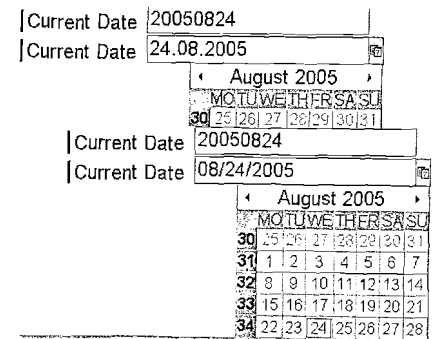 Current Date 20050824
Current Date 24.08.2005
August 2005
MO TU WE TH FR SA SU
30 25 26 27 28 29 30 31
Current Date 20050824
Current Date 08/24/2005
August 2005
MO TU WE TH FR SA SU
30 25 26 27 28 29 30 31
31 1 2 3 4 5 6 7
32 8 9 10 11 12 13 14
33 15 16 17 18 19 20 21
34 22 23 24 25 26 27 28